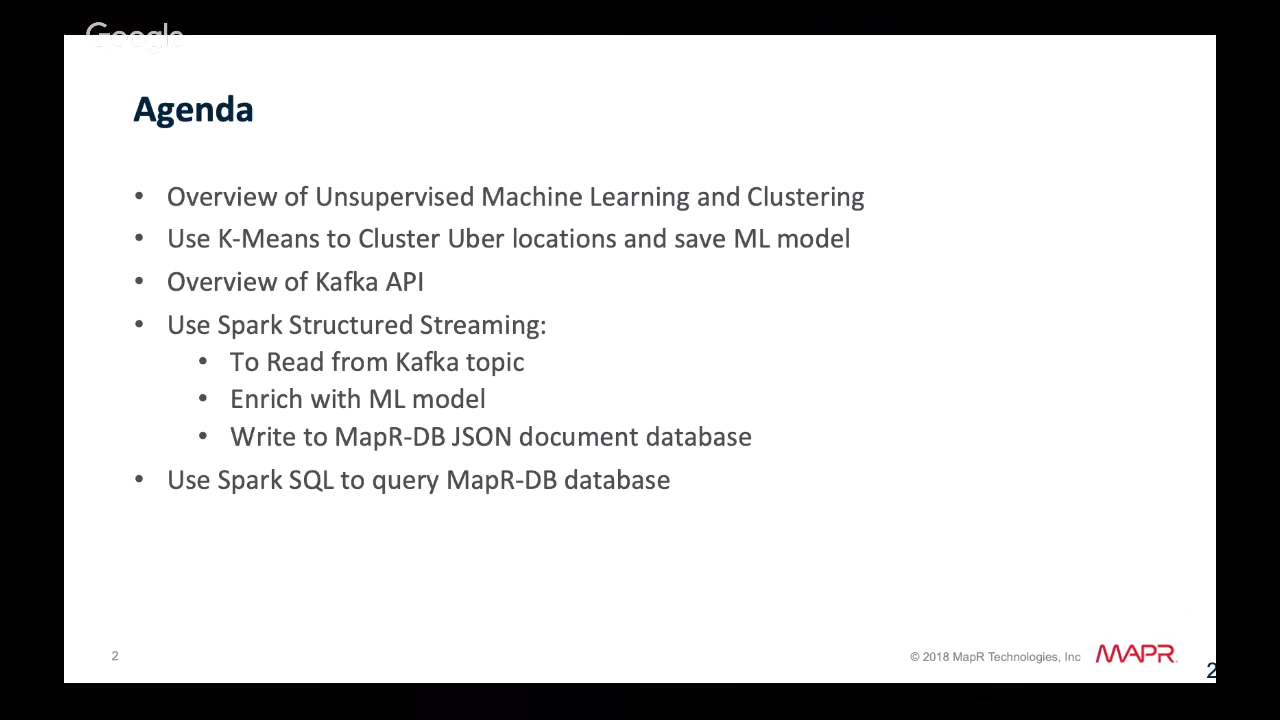 Google
Agenda
• Overview of Unsupervised Machine Learning and Clustering
• Use K-Means to Cluster Uber locations and save ML model
• Overview of Kafka API
• Use Spark Structured Streaming:
• To Read from Kafka topic
• Enrich with ML model
• Write to MapR-DB JSON document database
• Use Spark SQL to query MapR-DB database
2
© 2018 MapR Technologies, Inc MAPR.
2